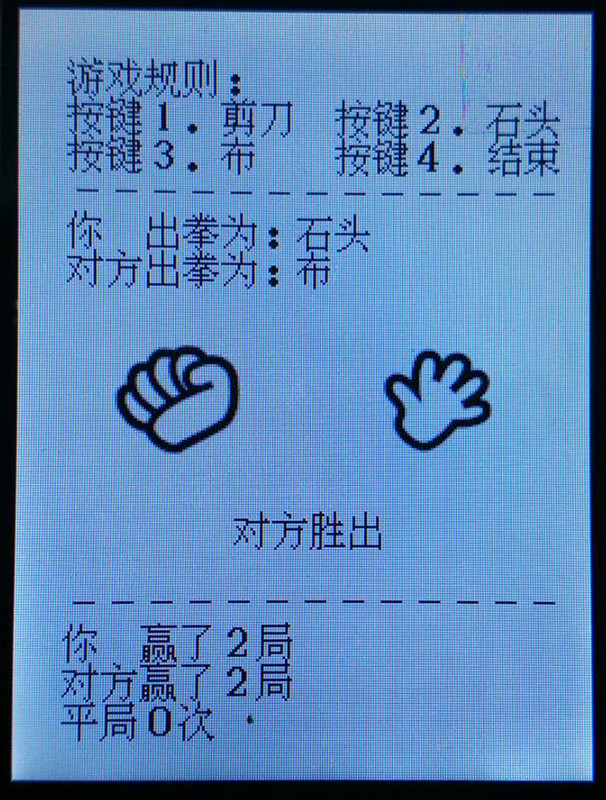 游戏规则：
按键1．剪刀 按键2．石头
按键3．布 按键4．结束
你 出拳为：石头
对方出拳为：布
对方胜出
你 赢了2局
对方赢了2局
平局0次